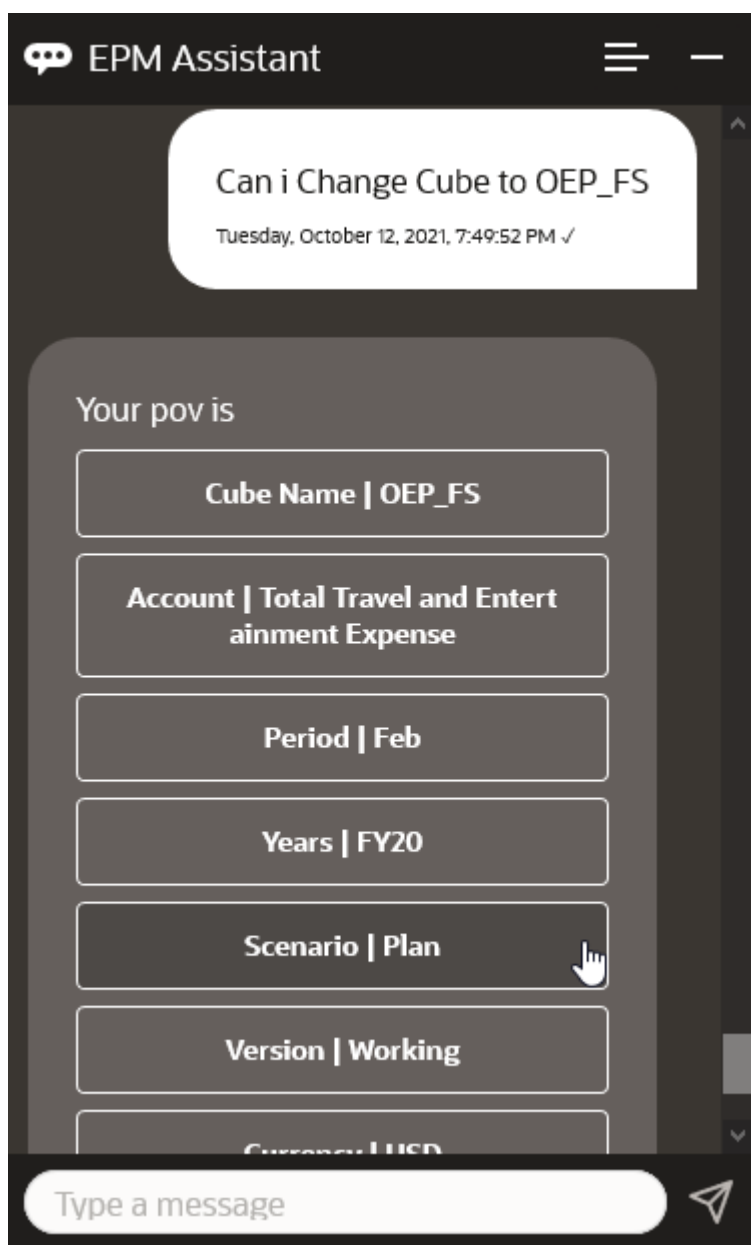 EPM Assistant
Can i Change Cube to OEP_FS
Tuesday, October 12, 2021, 7:49:52 PM ✓
Your pov is
Cube Name | OEP_FS
Account | Total Travel and Entert
ainment Expense
Period | Feb
Years | FY20
Scenario | Plan
Version | Working
Currency | USD
Type a message